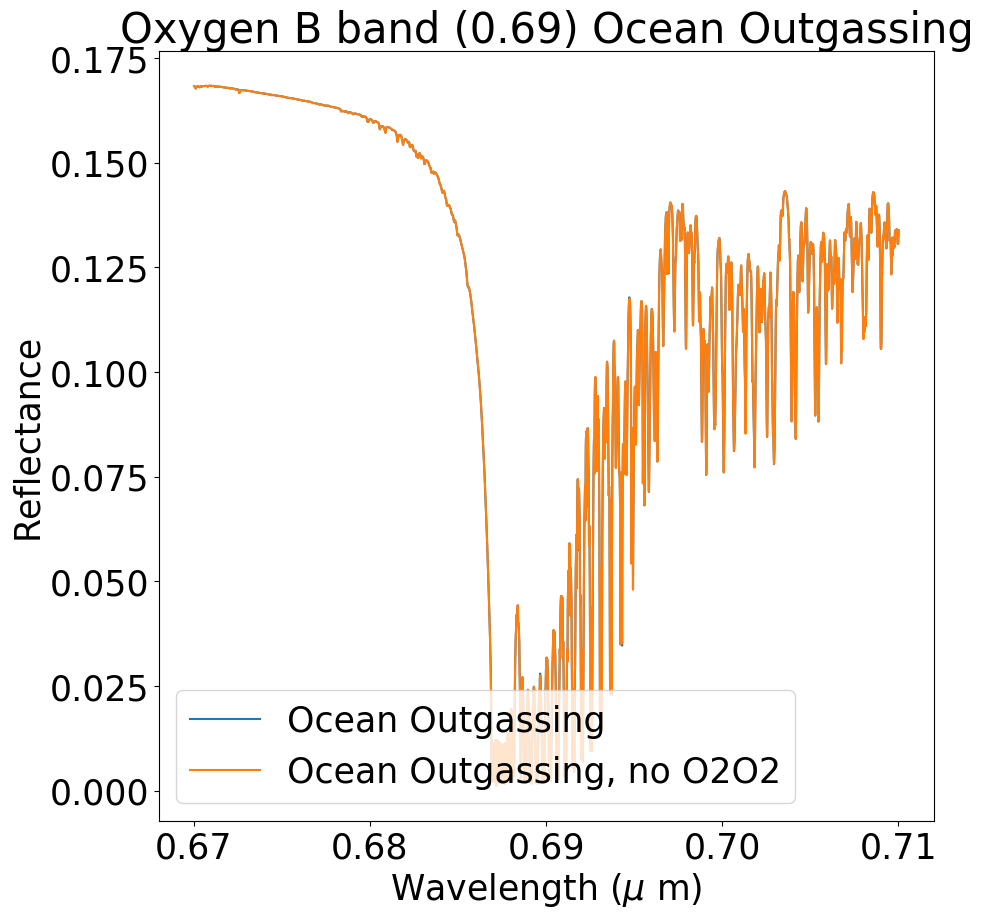 Oxygen B band (0.69) Ocean Outgassing
0.175
0.150
0.125
0.100
0.075
0.050
0.025
0.000
Reflectance
Ocean Outgassing
Ocean Outgassing, no O2O2
0.67 0.68 0.69 0.70 0.71
Wavelength (μ m)